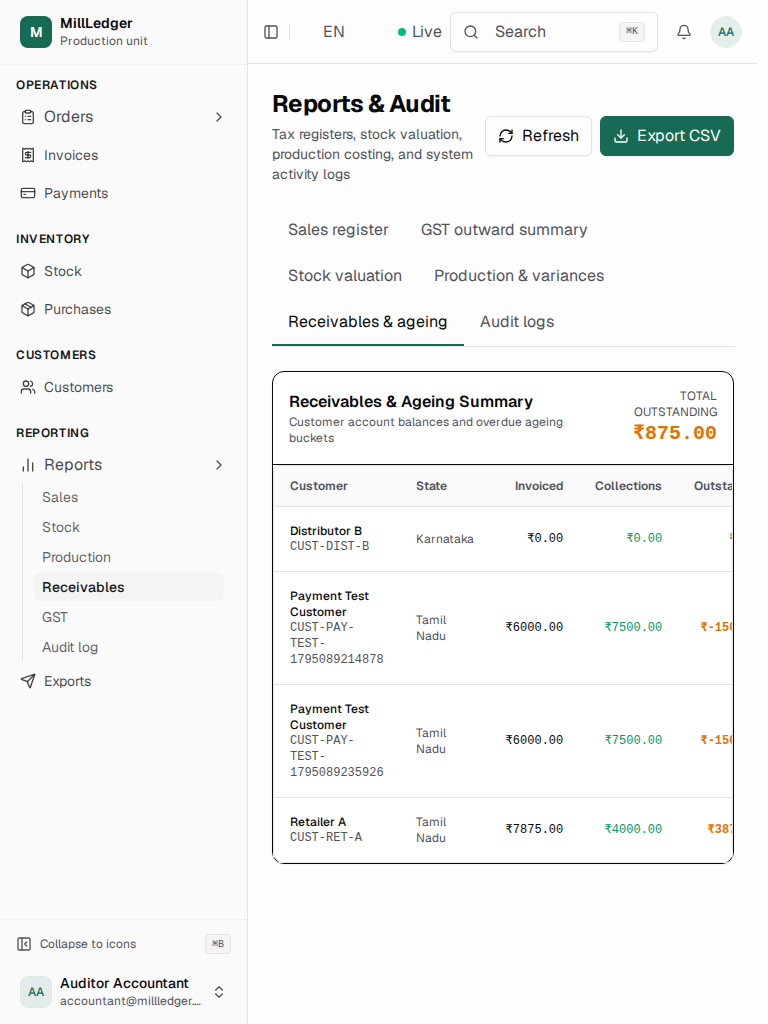 M
MillLedger
Production unit
OPERATIONS
Orders
Invoices
Payments
INVENTORY
Stock
Purchases
CUSTOMERS
Customers
REPORTING
Reports
Sales
Stock
Production
Receivables
GST
Audit log
Exports
Collapse to icons ⌘B
AA
Auditor Accountant
accountant@millledger....
EN
Live
Search ⌘K
AA
Reports & Audit
Tax registers, stock valuation,
production costing, and system
activity logs
Refresh
Export CSV
Sales register GST outward summary
Stock valuation Production & variances
Receivables & ageing Audit logs
Receivables & Ageing Summary
Customer account balances and overdue ageing
buckets
TOTAL
OUTSTANDING
₹875.00
Customer State Invoiced Collections Outsta
Distributor B
CUST-DIST-B
Karnataka ₹0.00 ₹0.00
Payment Test
Customer
CUST-PAY-
TEST-
1795089214878
Tamil
Nadu
₹6000.00 ₹7500.00 ₹-150
Payment Test
Customer
CUST-PAY-
TEST-
1795089235926
Tamil
Nadu
₹6000.00 ₹7500.00 ₹-150
Retailer A
CUST-RET-A
Tamil
Nadu
₹7875.00 ₹4000.00 ₹387